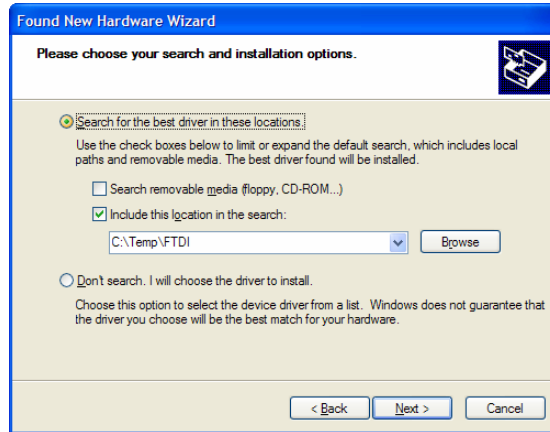 Found New Hardware Wizard
Please choose your search and installation options.
Search for the best driver in these locations.
Use the check boxes below to limit or expand the default search, which includes local
paths and removable media. The best driver found will be installed.
Search removable media (floppy, CD-ROM...)
Include this location in the search:
C:\Temp\FTDI
Browse
Don't search. I will choose the driver to install.
Choose this option to select the device driver from a list. Windows does not guarantee that
the driver you choose will be the best match for your hardware.
< Back Next > Cancel